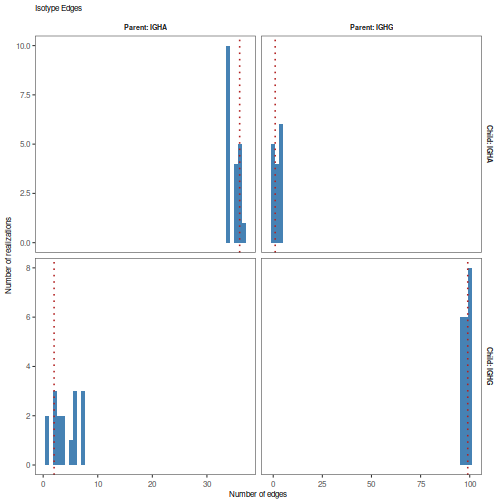 Isotype Edges
Parent: IGHA
Parent: IGHG
10.0
7.5
5.0
2.5
0.0
Child: IGHA
Number of realizations
8
6
4
2
0
Child: IGHG
0
10
20
30
0
25
50
75
100
Number of edges